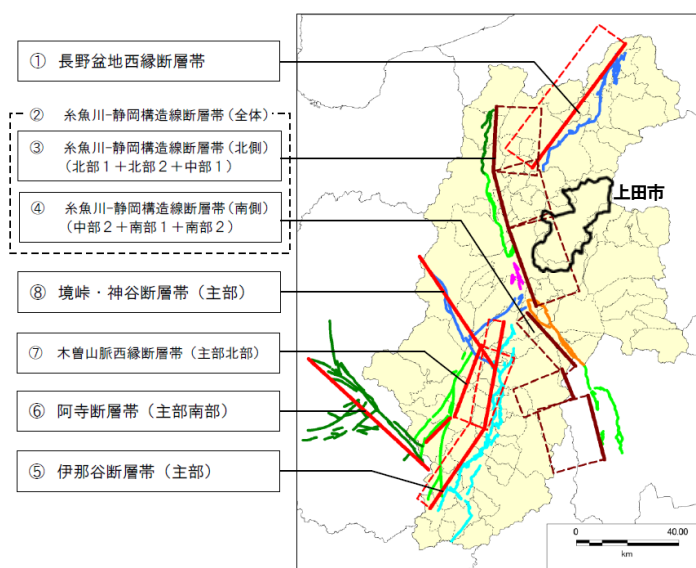 ① 長野盆地西縁断層帯
② 糸魚川-静岡構造線断層帯(全体)
③ 糸魚川-静岡構造線断層帯(北側)
(北部1+北部2+中部1)
④ 糸魚川-静岡構造線断層帯(南側)
(中部2+南部1+南部2)
上田市
⑧ 境峠・神谷断層帯(主部)
⑦ 木曽山脈西縁断層帯(主部北部)
⑥ 阿寺断層帯(主部南部)
⑤ 伊那谷断層帯(主部)
0 40.00
km